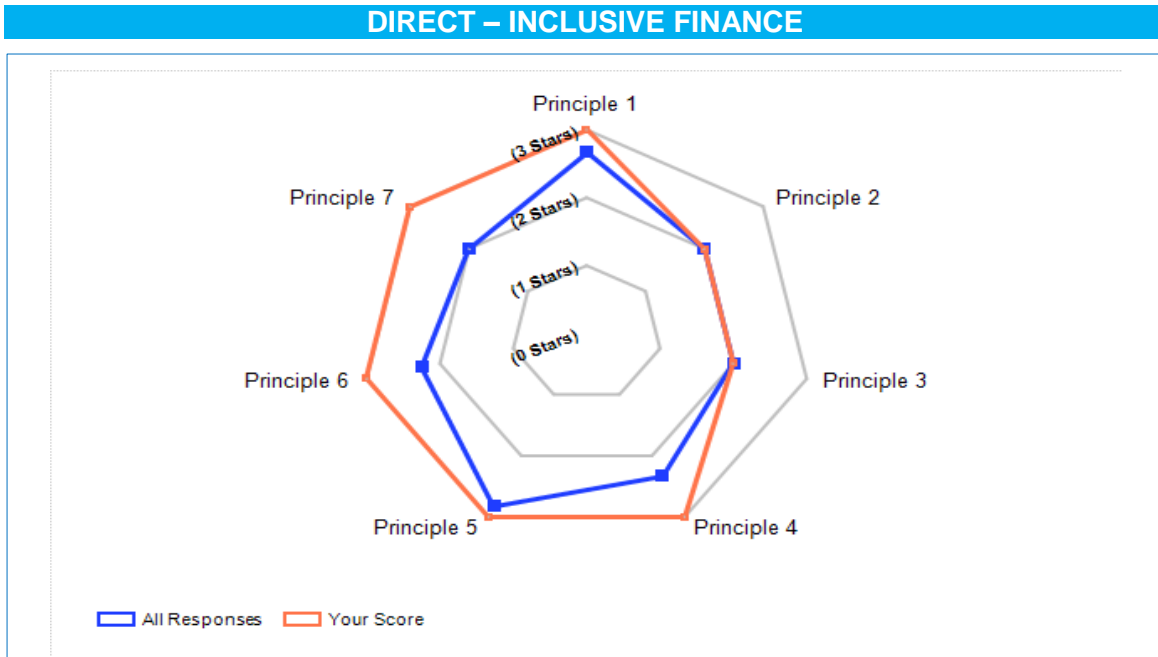 DIRECT – INCLUSIVE FINANCE
Principle 1
(3 Stars)
Principle 7
Principle 2
(2 Stars)
(1 Stars)
(0 Stars)
Principle 6
Principle 3
Principle 5
Principle 4
All Responses
Your Score